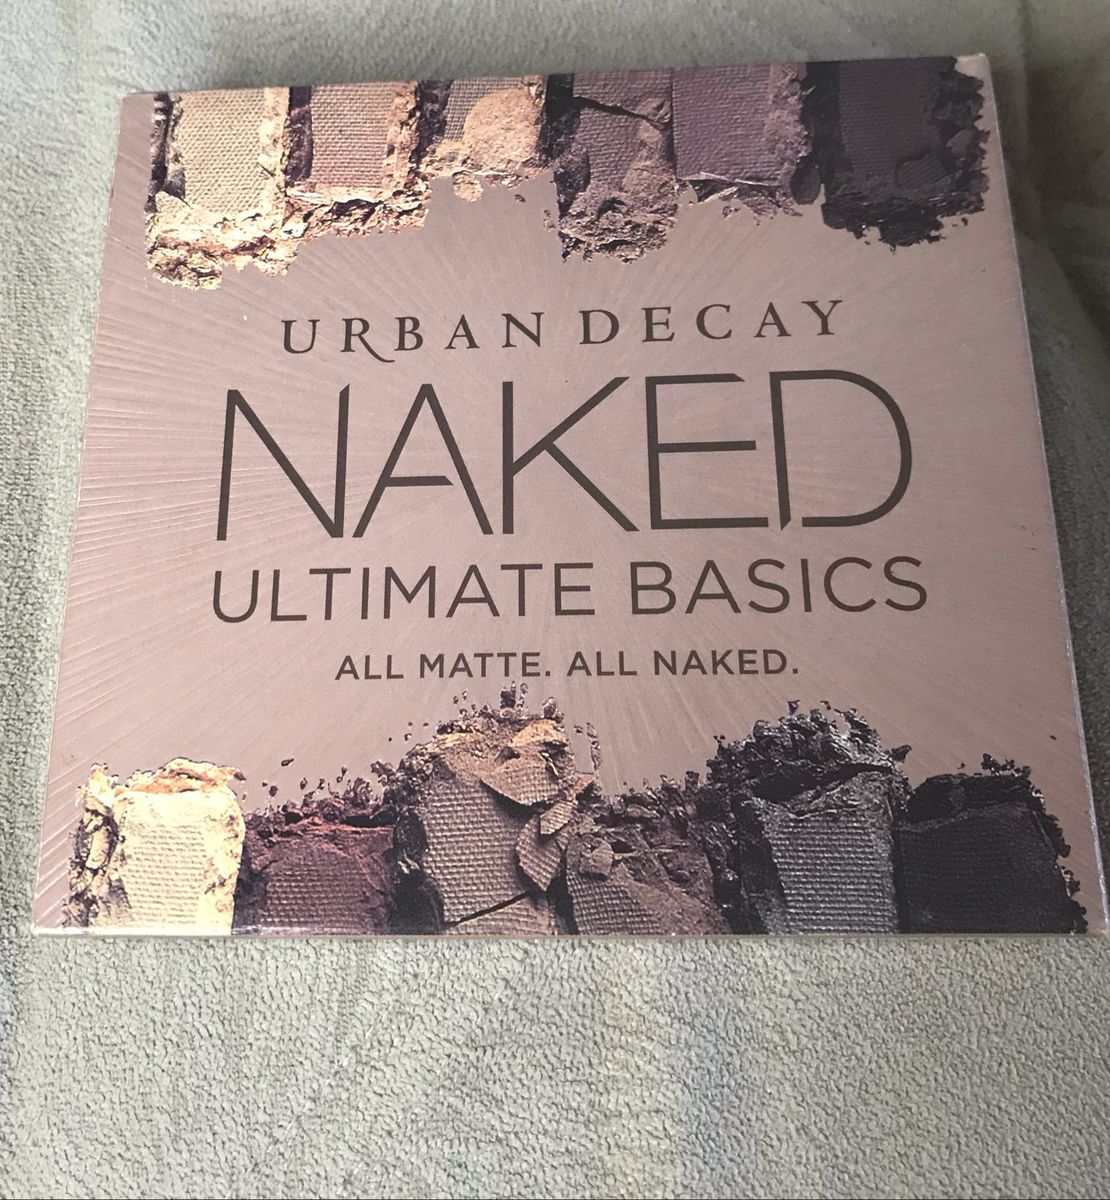 URBAN DECAY
NAKED
ULTIMATE BASICS
ALL MATTE. ALL NAKED.